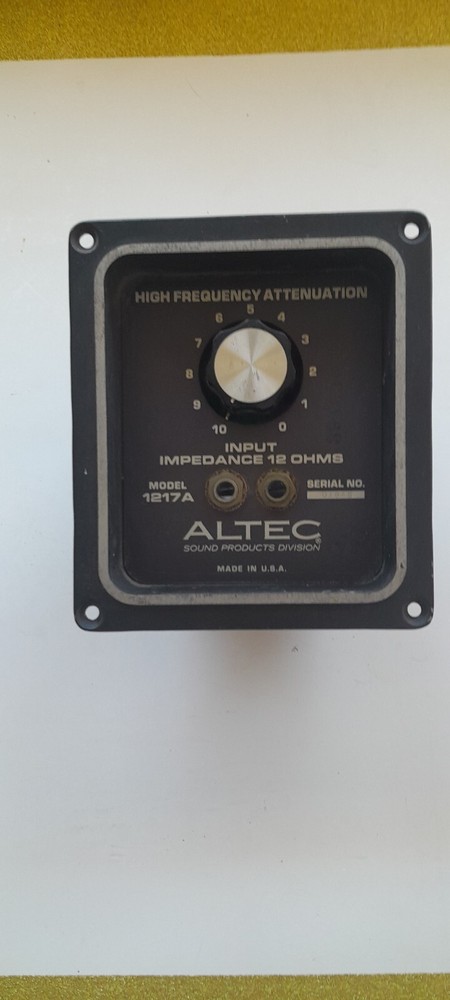 HIGH FREQUENCY ATTENUATION
5
6 4
7 3
8 2
9 1
10 0
INPUT
IMPEDANCE 12 OHMS
MODEL
1217A
SERIAL NO.
ALTEC®
SOUND PRODUCTS DIVISION
MADE IN U.S.A.